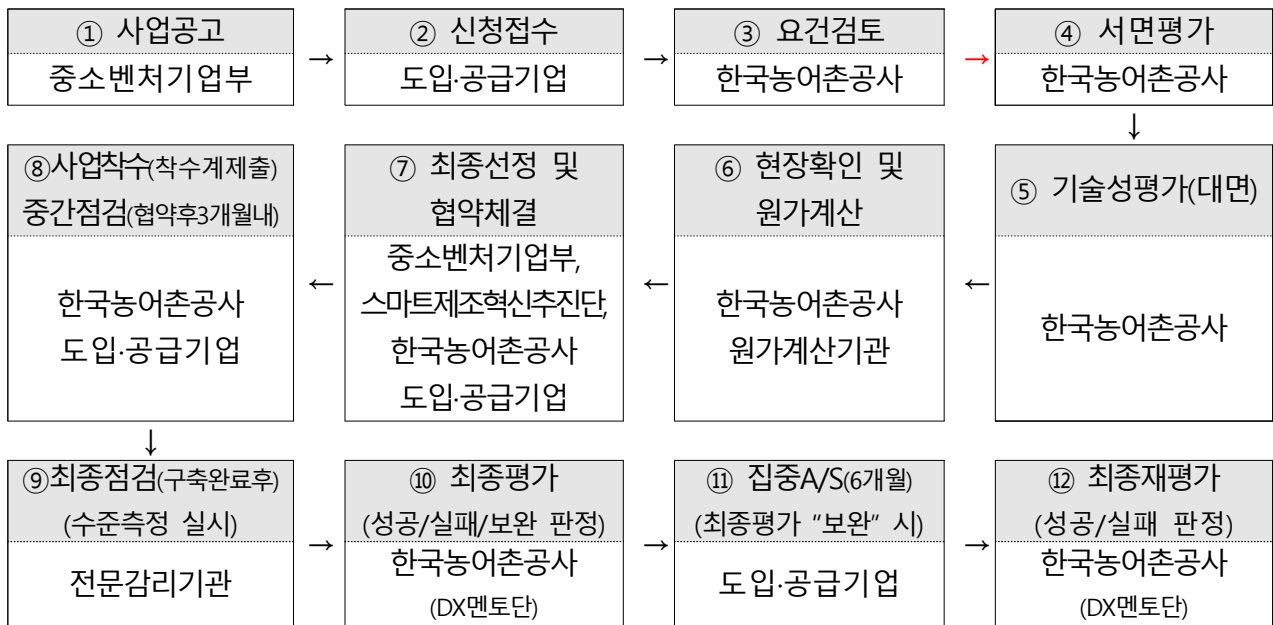 ① 사업공고
중소벤처기업부
→
② 신청접수
도입·공급기업
→
③ 요건검토
한국농어촌공사
→
④ 서면평가
한국농어촌공사
↓
⑤ 기술성평가(대면)
한국농어촌공사
←
⑥ 현장확인 및
원가계산
한국농어촌공사
원가계산기관
←
⑦ 최종선정 및
협약체결
중소벤처기업부,
스마트제조혁신추진단,
한국농어촌공사
도입·공급기업
←
⑧사업착수(착수계제출)
중간점검(협약후3개월내)
한국농어촌공사
도입·공급기업
↓
⑨최종점검(구축완료후)
(수준측정 실시)
전문감리기관
→
⑩ 최종평가
(성공/실패/보완 판정)
한국농어촌공사
(DX멘토단)
→
⑪ 집중A/S(6개월)
(최종평가 “보완” 시)
도입·공급기업
→
⑫ 최종재평가
(성공/실패 판정)
한국농어촌공사
(DX멘토단)